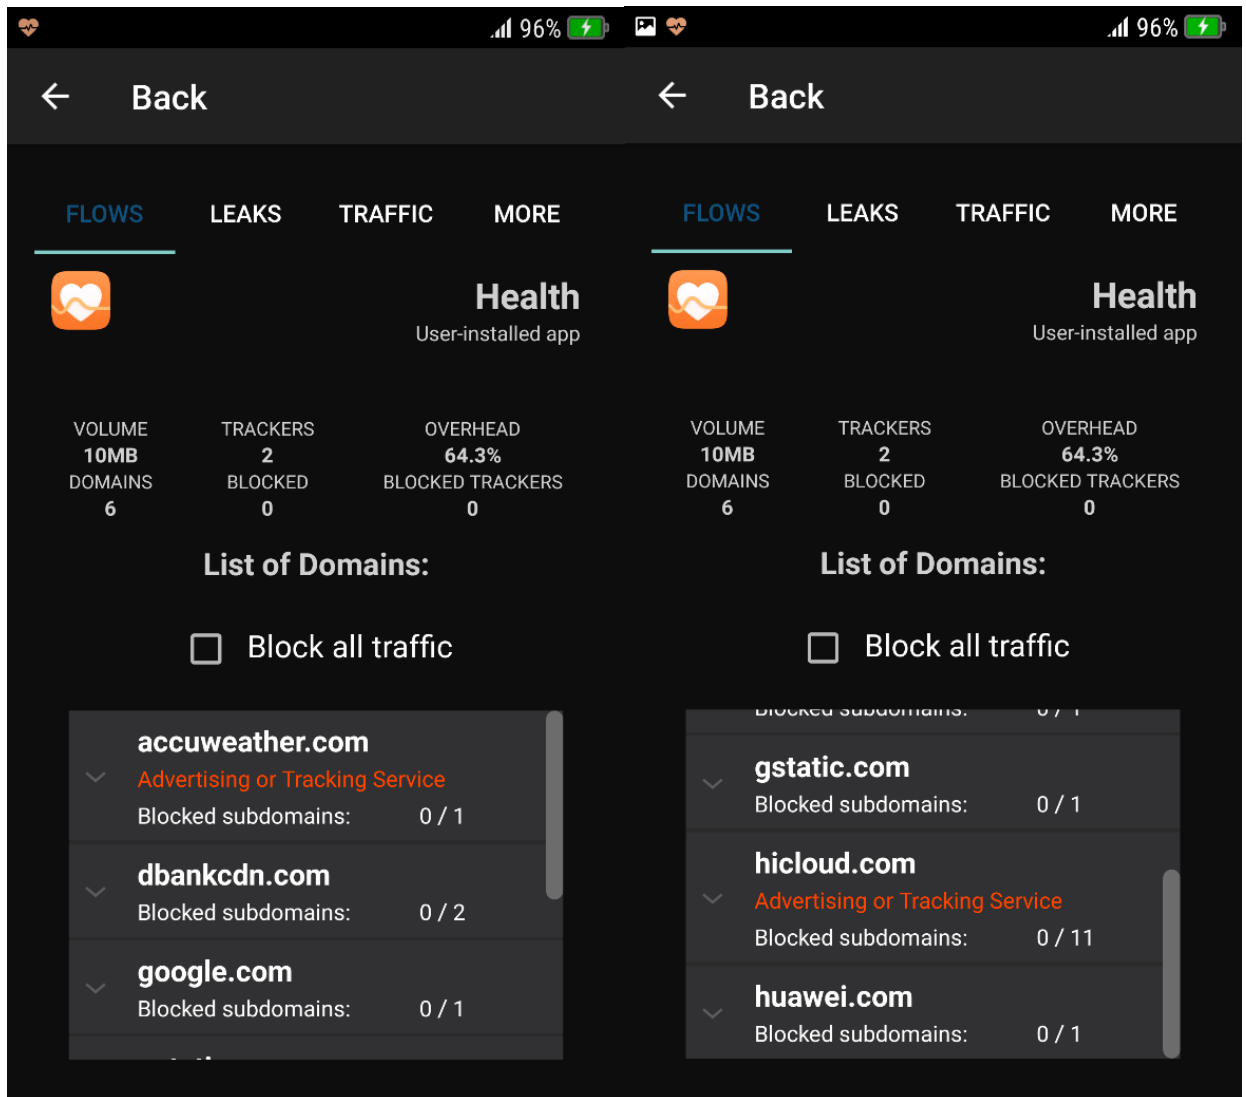 96%
Back
FLOWS LEAKS TRAFFIC MORE
Health
User-installed app
VOLUME TRACKERS OVERHEAD
10MB 2 64.3%
DOMAINS BLOCKED BLOCKED TRACKERS
6 0 0
List of Domains:
Block all traffic
accuweather.com
Advertising or Tracking Service
Blocked subdomains: 0 / 1
dbankcdn.com
Blocked subdomains: 0 / 2
google.com
Blocked subdomains: 0 / 1
96%
Back
FLOWS LEAKS TRAFFIC MORE
Health
User-installed app
VOLUME TRACKERS OVERHEAD
10MB 2 64.3%
DOMAINS BLOCKED BLOCKED TRACKERS
6 0 0
List of Domains:
Block all traffic
Blocked subdomains: 0 / 1
gstatic.com
Blocked subdomains: 0 / 1
hicloud.com
Advertising or Tracking Service
Blocked subdomains: 0 / 11
huawei.com
Blocked subdomains: 0 / 1